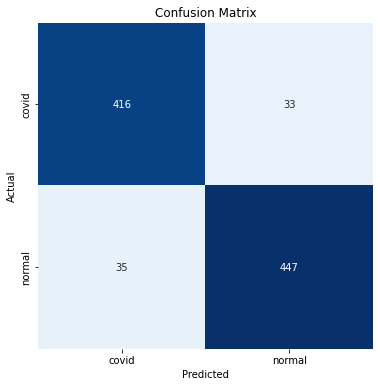 Confusion Matrix
Actual
covid
416
33
normal
35
447
covid
normal
Predicted